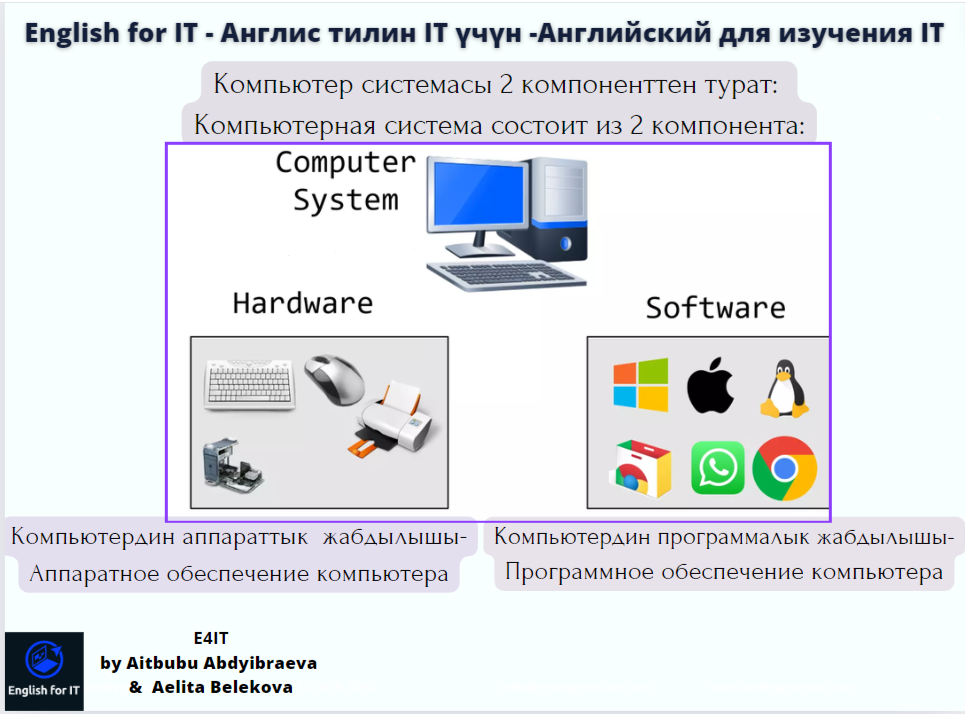 English for IT - Англис тилин IT үчүн -Английский для изучения IT
Компьютер системасы 2 компоненттен турат:
Компьютерная система состоит из 2 компонента:
Computer
System
Hardware
Software
Компьютердин аппараттык жабдылышы-
Аппаратное обеспечение компьютера
Компьютердин программалык жабдылышы-
Программное обеспечение компьютера
English for IT
E4IT
by Aitbubu Abdyibraeva
& Aelita Belekova